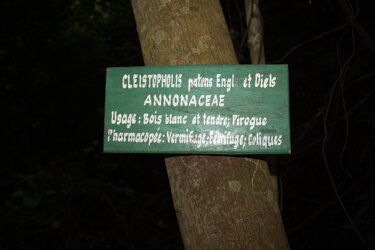 CLEISTOPHOLIS patens Engl et Diels
ANNONACEAE
Usage: Bois blanc et tendre; Pirogue
Pharmacopée: Vermifuge; Fébrifuge; Coliques